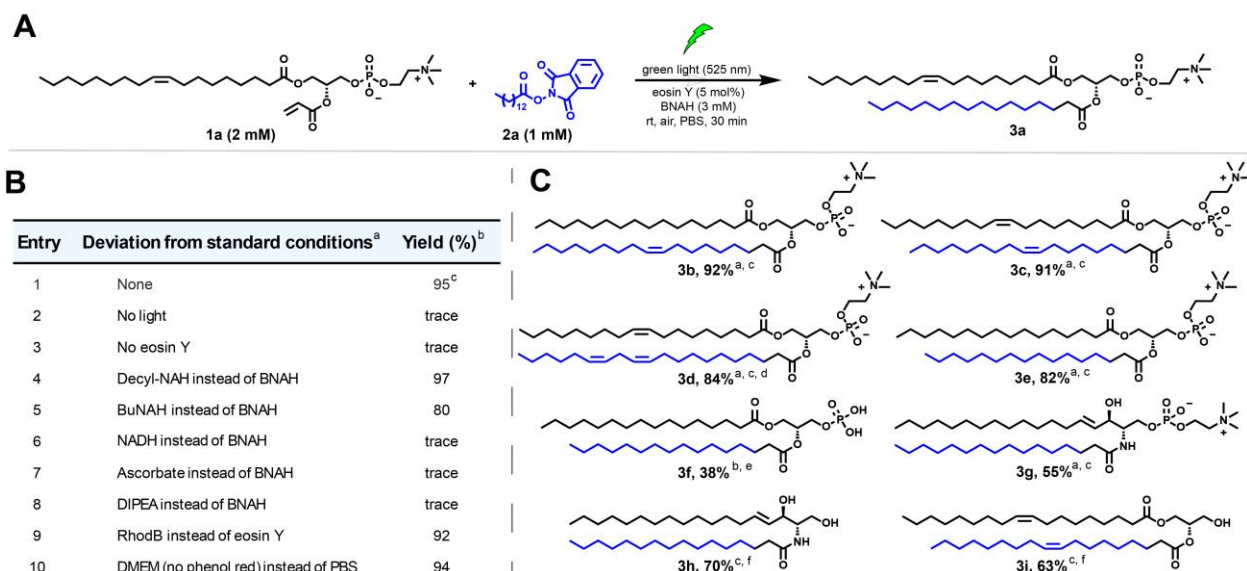 A
green light (525 nm)
eosin Y (5 mol%)
BNAH (3 mM)
rt, air, PBS, 30 min
+
1a (2 mM)
2a (1 mM)
3a
B
Entry Deviation from standard conditionsa Yield (%)b
1 None 95c
2 No light trace
3 No eosin Y trace
4 Decyl-NAH instead of BNAH 97
5 BuNAH instead of BNAH 80
6 NADH instead of BNAH trace
7 Ascorbate instead of BNAH trace
8 DIPEA instead of BNAH trace
9 RhodB instead of eosin Y 92
10 DMEM (no phenol red) instead of PBS 94
C
3b, 92%a, c
3c, 91%a, c
3d, 84%a, c, d
3e, 82%a, c
3f, 38%b, e
3g, 55%a, c
3h, 70%c, f
3i, 63%c, f